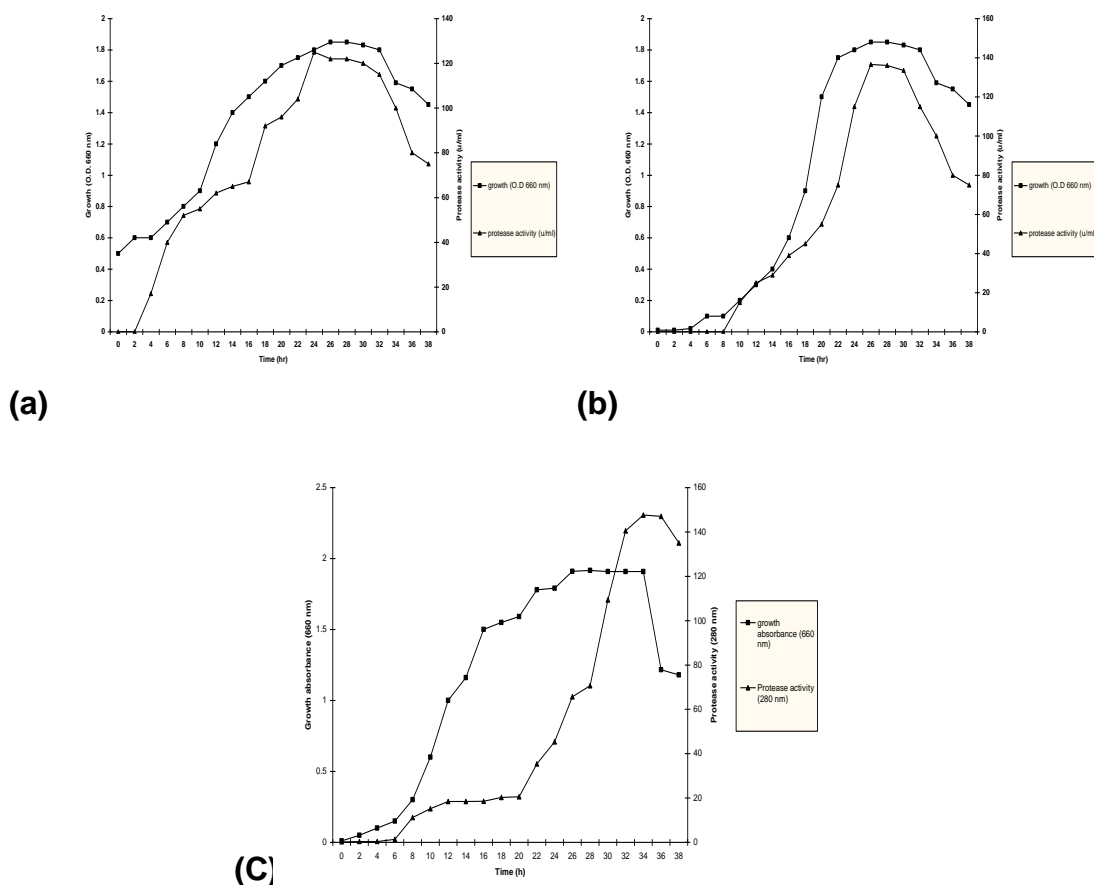 2
1.8
1.6
1.4
1.2
1
0.8
0.6
0.4
0.2
0
Growth (O.D. 660 nm)
140
120
100
80
60
40
20
0
Protease activity (u/ml)
0 2 4 6 8 10 12 14 16 18 20 22 24 26 28 30 32 34 36 38
Time (hr)
growth (O.D 660 nm)
protease activity (u/ml)
(a)
2
1.8
1.6
1.4
1.2
1
0.8
0.6
0.4
0.2
0
Growth (O.D. 660 nm)
160
140
120
100
80
60
40
20
0
Protease activity (u/ml)
0 2 4 6 8 10 12 14 16 18 20 22 24 26 28 30 32 34 36 38
Time (hr)
growth (O.D 660 nm)
protease activity (u/ml)
(b)
2.5
2
1.5
1
0.5
0
Growth absorbance (660 nm)
160
140
120
100
80
60
40
20
0
Protease activity (280 nm)
0 2 4 6 8 10 12 14 16 18 20 22 24 26 28 30 32 34 36 38
Time (h)
growth
absorbance (660
nm)
Protease activity
(280 nm)
(C)